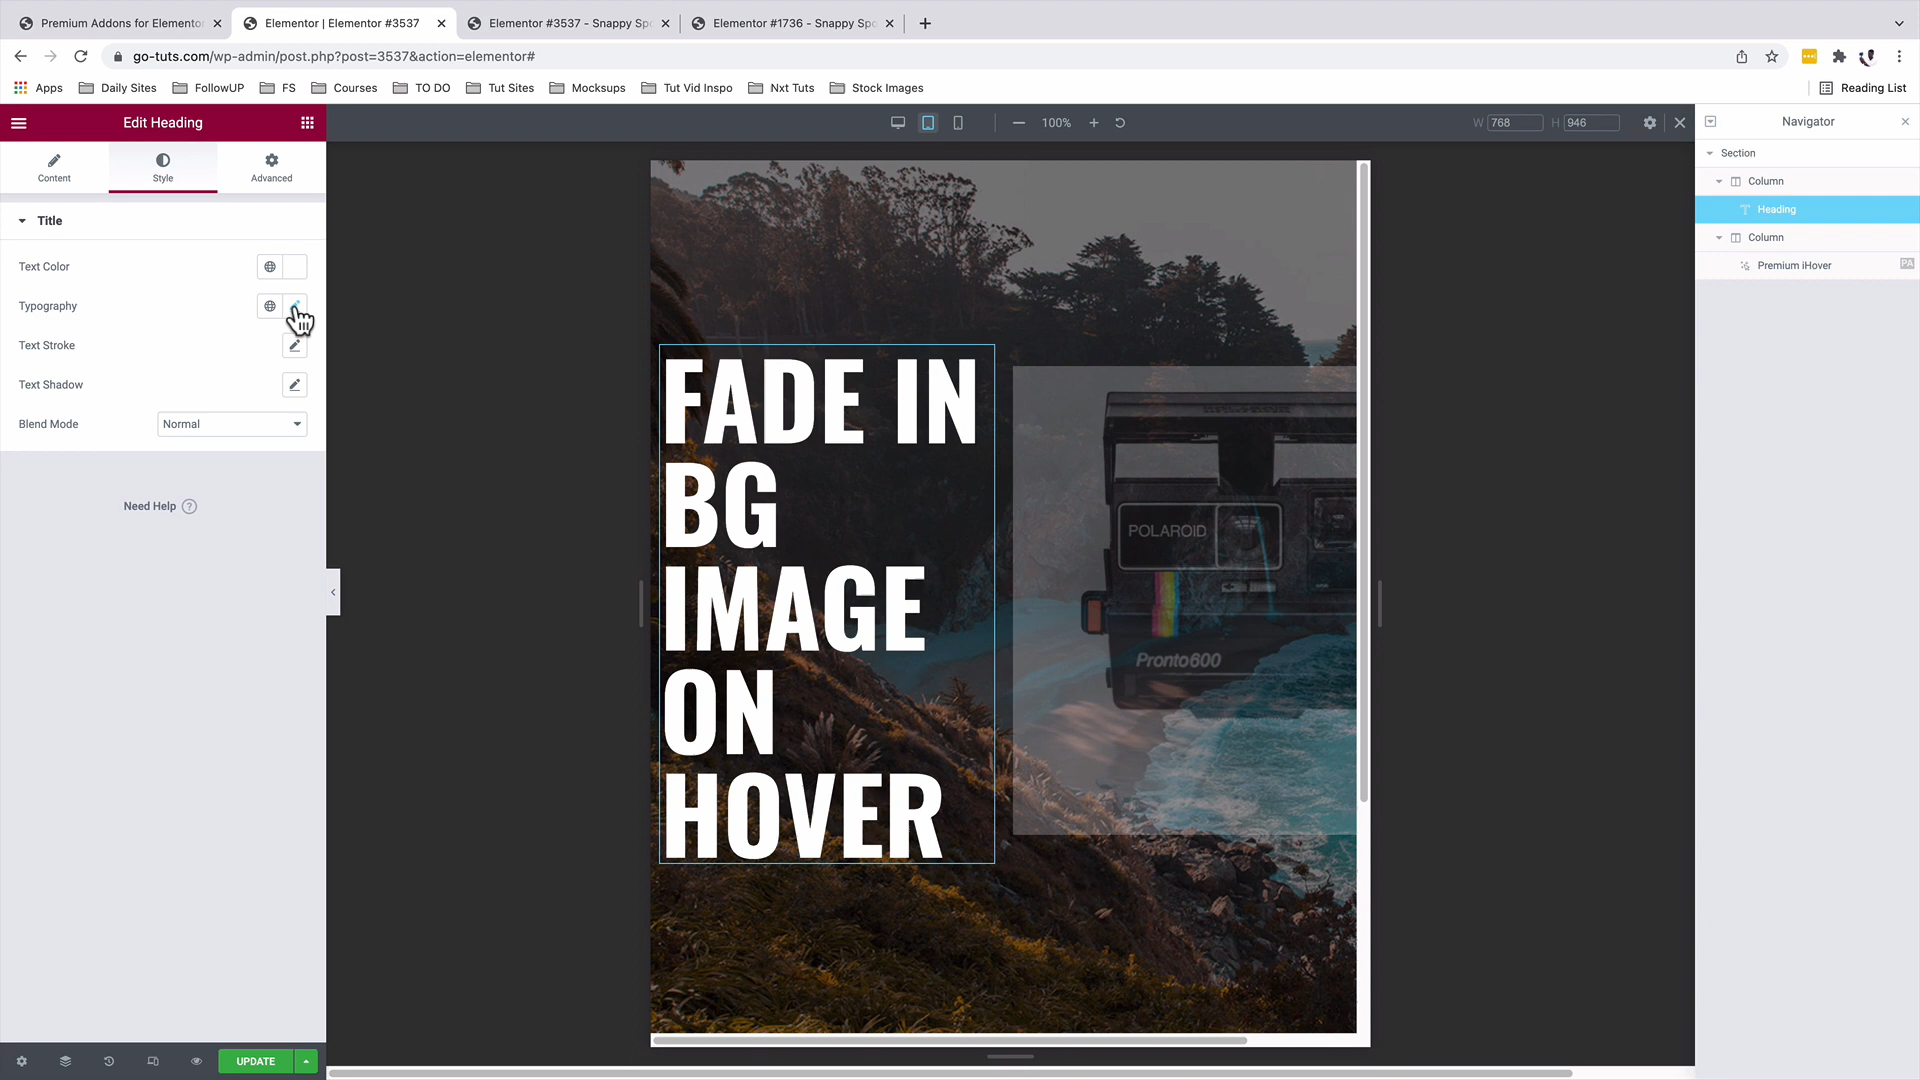 Premium Addons for Elementor
Elementor | Elementor #3537
Elementor #3537 - Snappy Spo
Elementor #1736 - Snappy Spo
go-tuts.com/wp-admin/post.php?post=3537&action=elementor#
Apps
Daily Sites
FollowUP
FS
Courses
TO DO
Tut Sites
Mocksups
Tut Vid Inspo
Nxt Tuts
Stock Images
Reading List
Edit Heading
100%
W 768
H 946
Navigator
Content
Style
Advanced
Section
Column
Heading
Column
Premium iHover
PA
Title
Text Color
Typography
Text Stroke
Text Shadow
Blend Mode
Normal
Need Help ?
FADE IN
BG
IMAGE
ON
HOVER
POLAROID
Pronto600
UPDATE